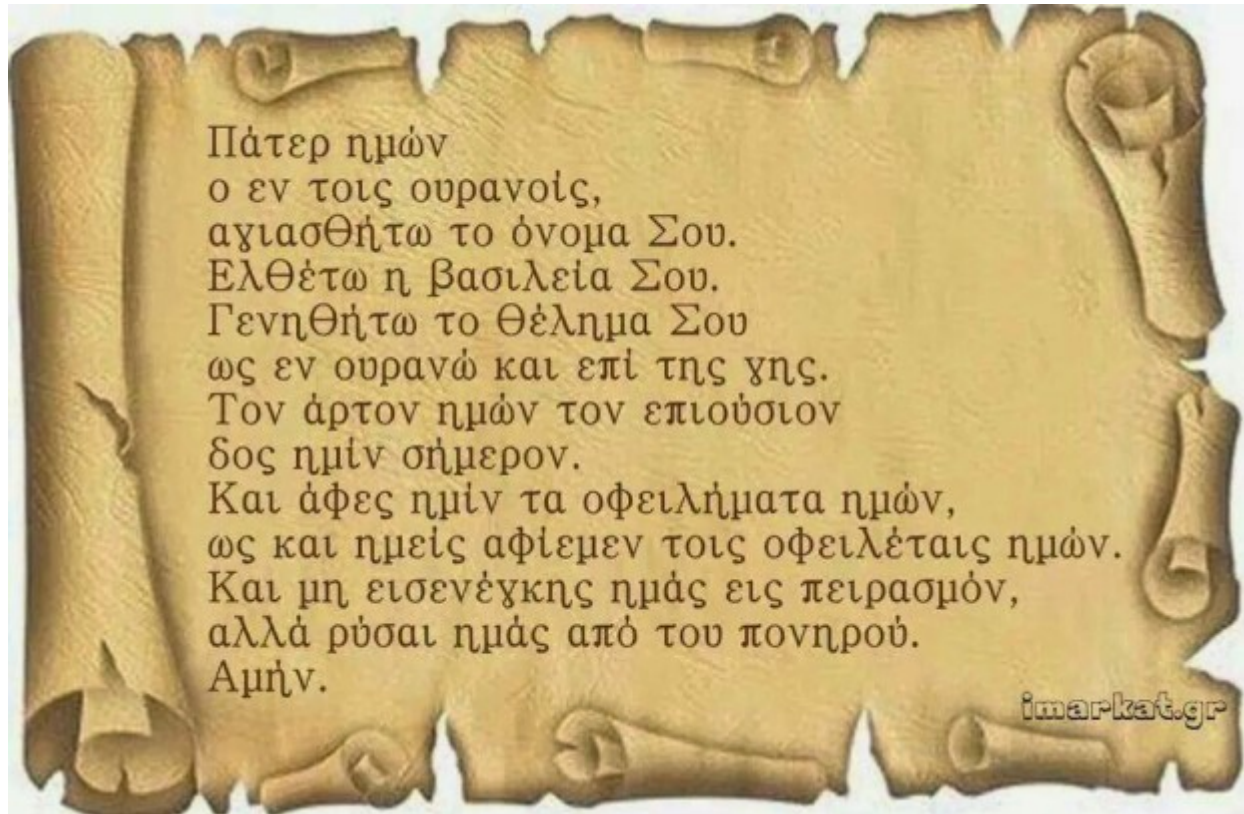 Πάτερ ημών
ο εν τοις ουρανοίς,
αγιασθήτω το όνομα Σου.
Ελθέτω η βασιλεία Σου.
Γενηθήτω το θέλημα Σου
ως εν ουρανώ και επί της γης.
Τον άρτον ημών τον επιούσιον
δος ημίν σήμερον.
Και άφες ημίν τα οφειλήματα ημών,
ως και ημείς αφίεμεν τοις οφειλέταις ημών.
Και μη εισενέγκης ημάς εις πειρασμόν,
αλλά ρύσαι ημάς από του πονηρού.
Αμήν.
imarkat.gr